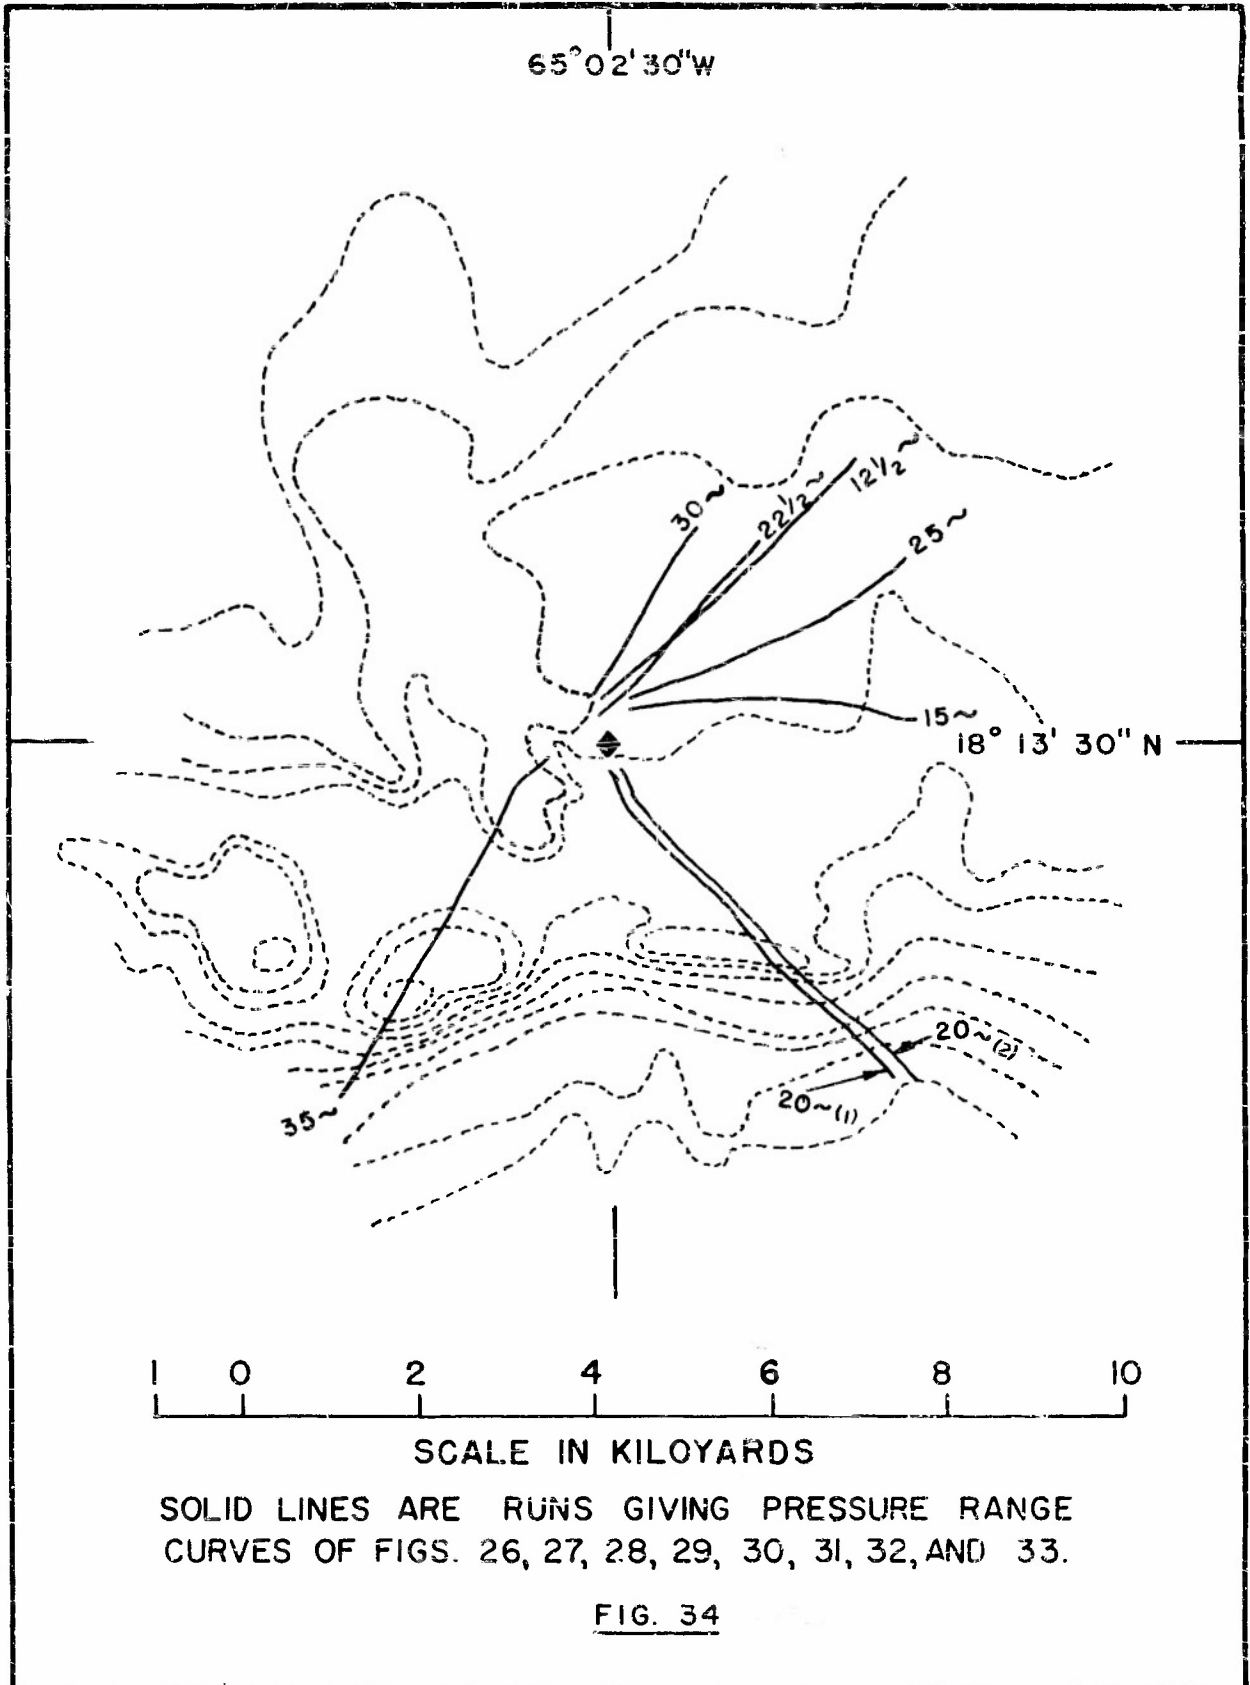 65°02'30"W
30~
22½~
12½~
25~
15~
18° 13' 30" N
20~(2)
20~(1)
35~
1 0 2 4 6 8 10
SCALE IN KILOYARDS
SOLID LINES ARE RUNS GIVING PRESSURE RANGE
CURVES OF FIGS. 26, 27, 28, 29, 30, 31, 32, AND 33.
FIG. 34